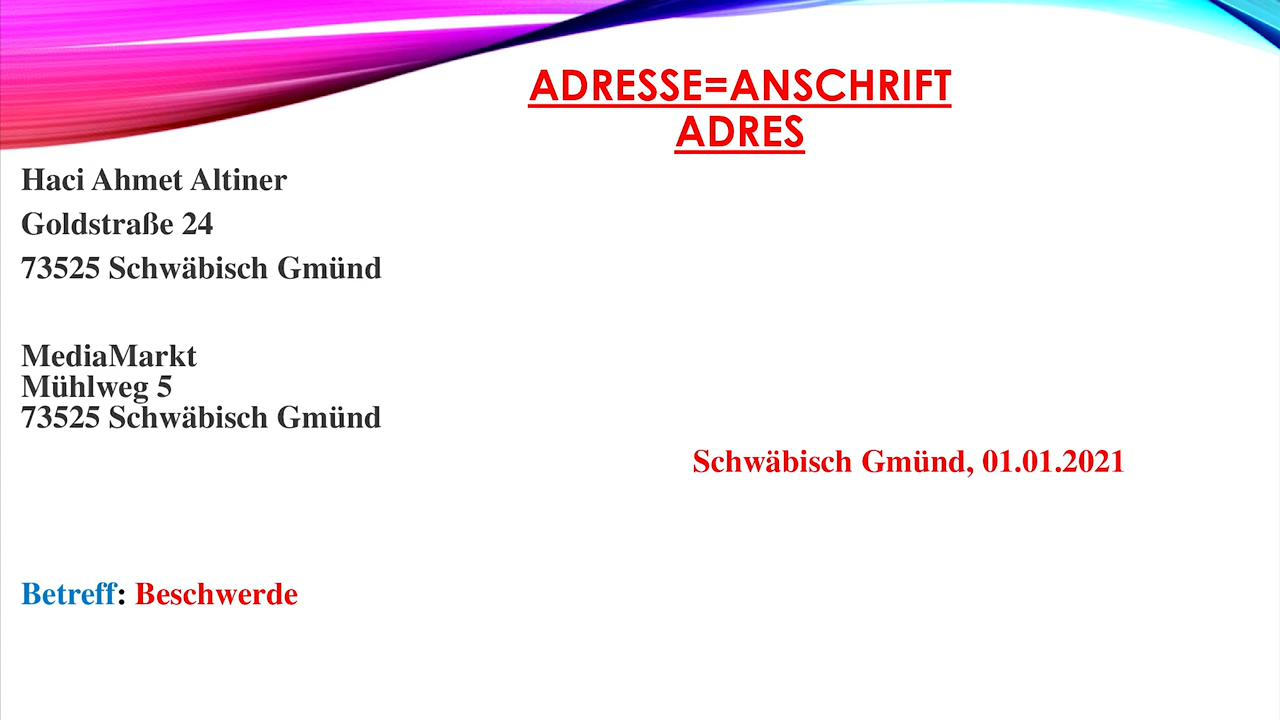 ADRESSE=ANSCHRIFT
ADRES
Haci Ahmet Altiner
Goldstraße 24
73525 Schwäbisch Gmünd
MediaMarkt
Mühlweg 5
73525 Schwäbisch Gmünd
Schwäbisch Gmünd, 01.01.2021
Betreff: Beschwerde